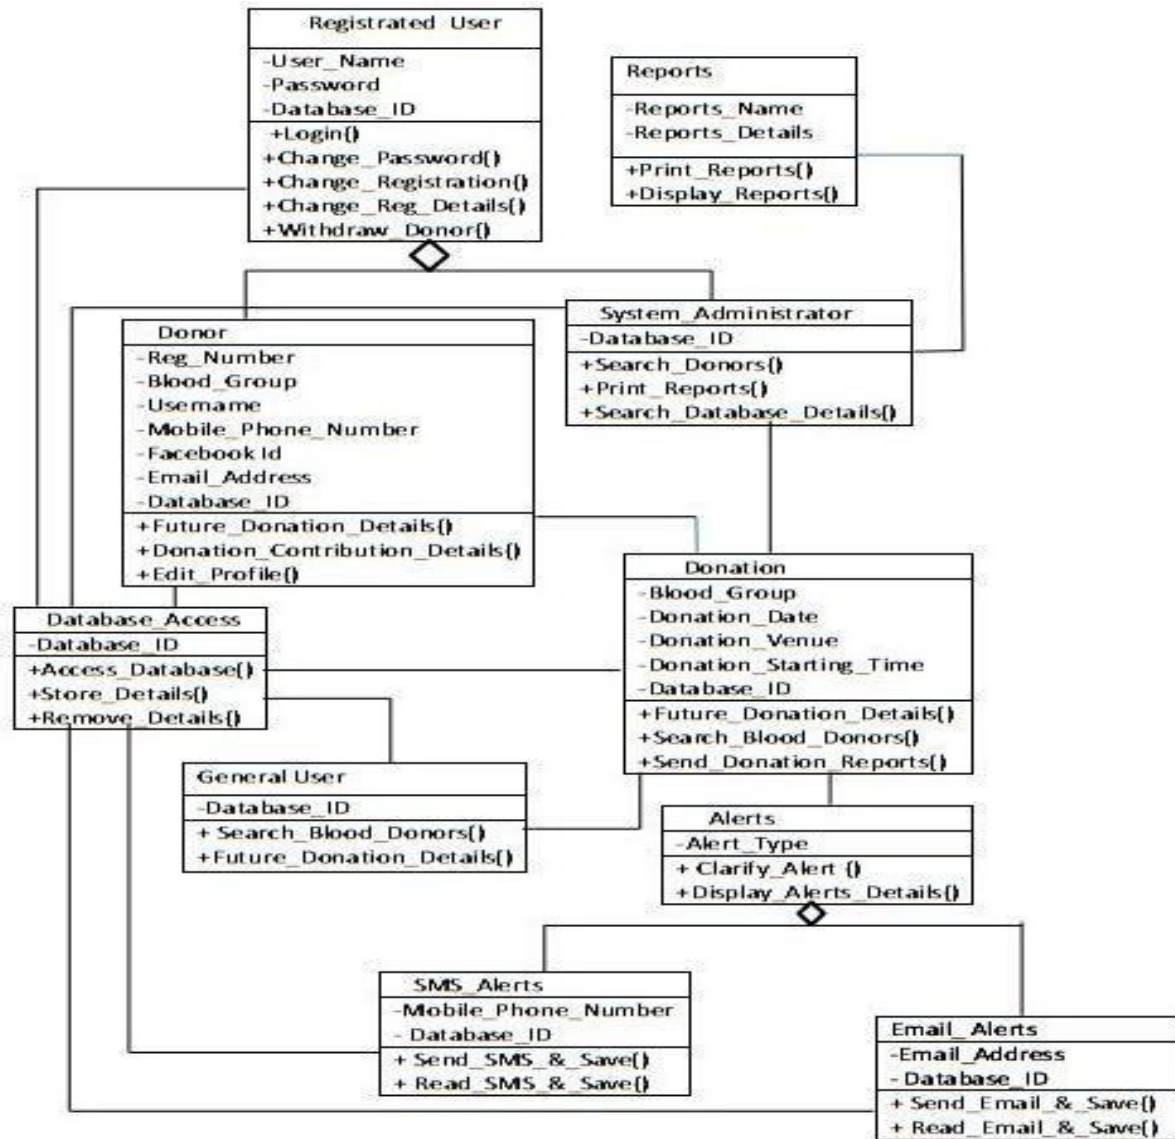 Registrated User
-User_Name
-Password
-Database_ID
+Login()
+Change_Password()
+Change_Registration()
+Change_Reg_Details()
+Withdraw_Donor()
Reports
-Reports_Name
-Reports_Details
+Print_Reports()
+Display_Reports()
Donor
-Reg_Number
-Blood_Group
-Username
-Mobile_Phone_Number
-Facebook Id
-Email_Address
-Database_ID
+Future_Donation_Details()
+Donation_Contribution_Details()
+Edit_Profile()
System_Administrator
-Database_ID
+Search_Donors()
+Print_Reports()
+Search_Database_Details()
Database_Access
-Database_ID
+Access_Database()
+Store_Details()
+Remove_Details()
Donation
-Blood_Group
-Donation_Date
-Donation_Venue
-Donation_Starting_Time
-Database_ID
+Future_Donation_Details()
+Search_Blood_Donors()
+Send_Donation_Reports()
General User
-Database_ID
+ Search_Blood_Donors()
+Future_Donation_Details()
Alerts
-Alert_Type
+ Clarify_Alert ()
+Display_Alerts_Details()
SMS_Alerts
-Mobile_Phone_Number
- Database_ID
+ Send_SMS_&_Save()
+ Read_SMS_&_Save()
Email_Alerts
-Email_Address
- Database_ID
+ Send_Email_&_Save()
+ Read_Email_&_Save()